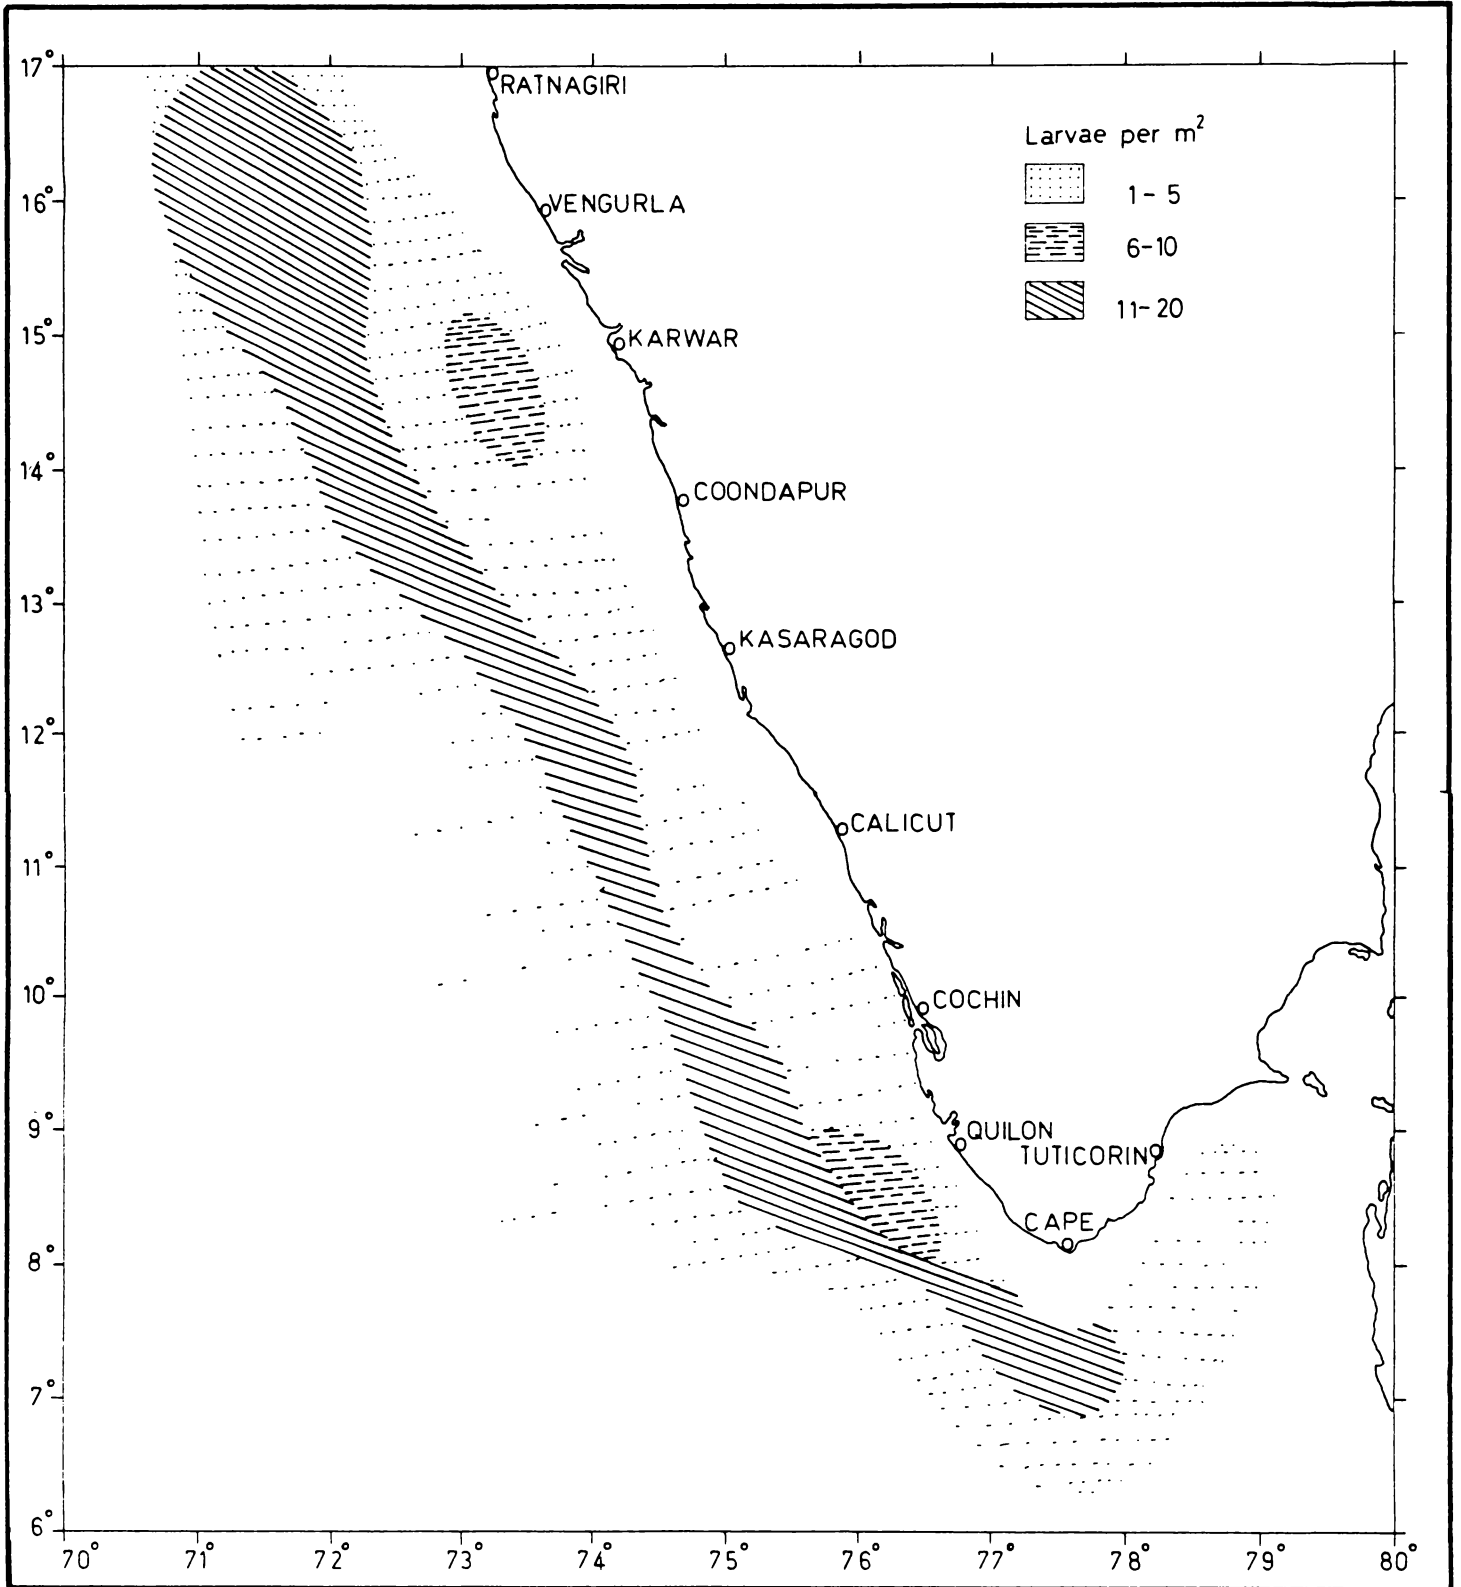 17°
RATNAGIRI
Larvae per m²
1-5
16°
VENGURLA
6-10
11-20
15°
KARWAR
14°
COONDAPUR
13°
KASARAGOD
12°
CALICUT
11°
10°
COCHIN
9°
QUILON
TUTICORIN
CAPE
8°
7°
6°
70° 71° 72° 73° 74° 75° 76° 77° 78° 79° 80°